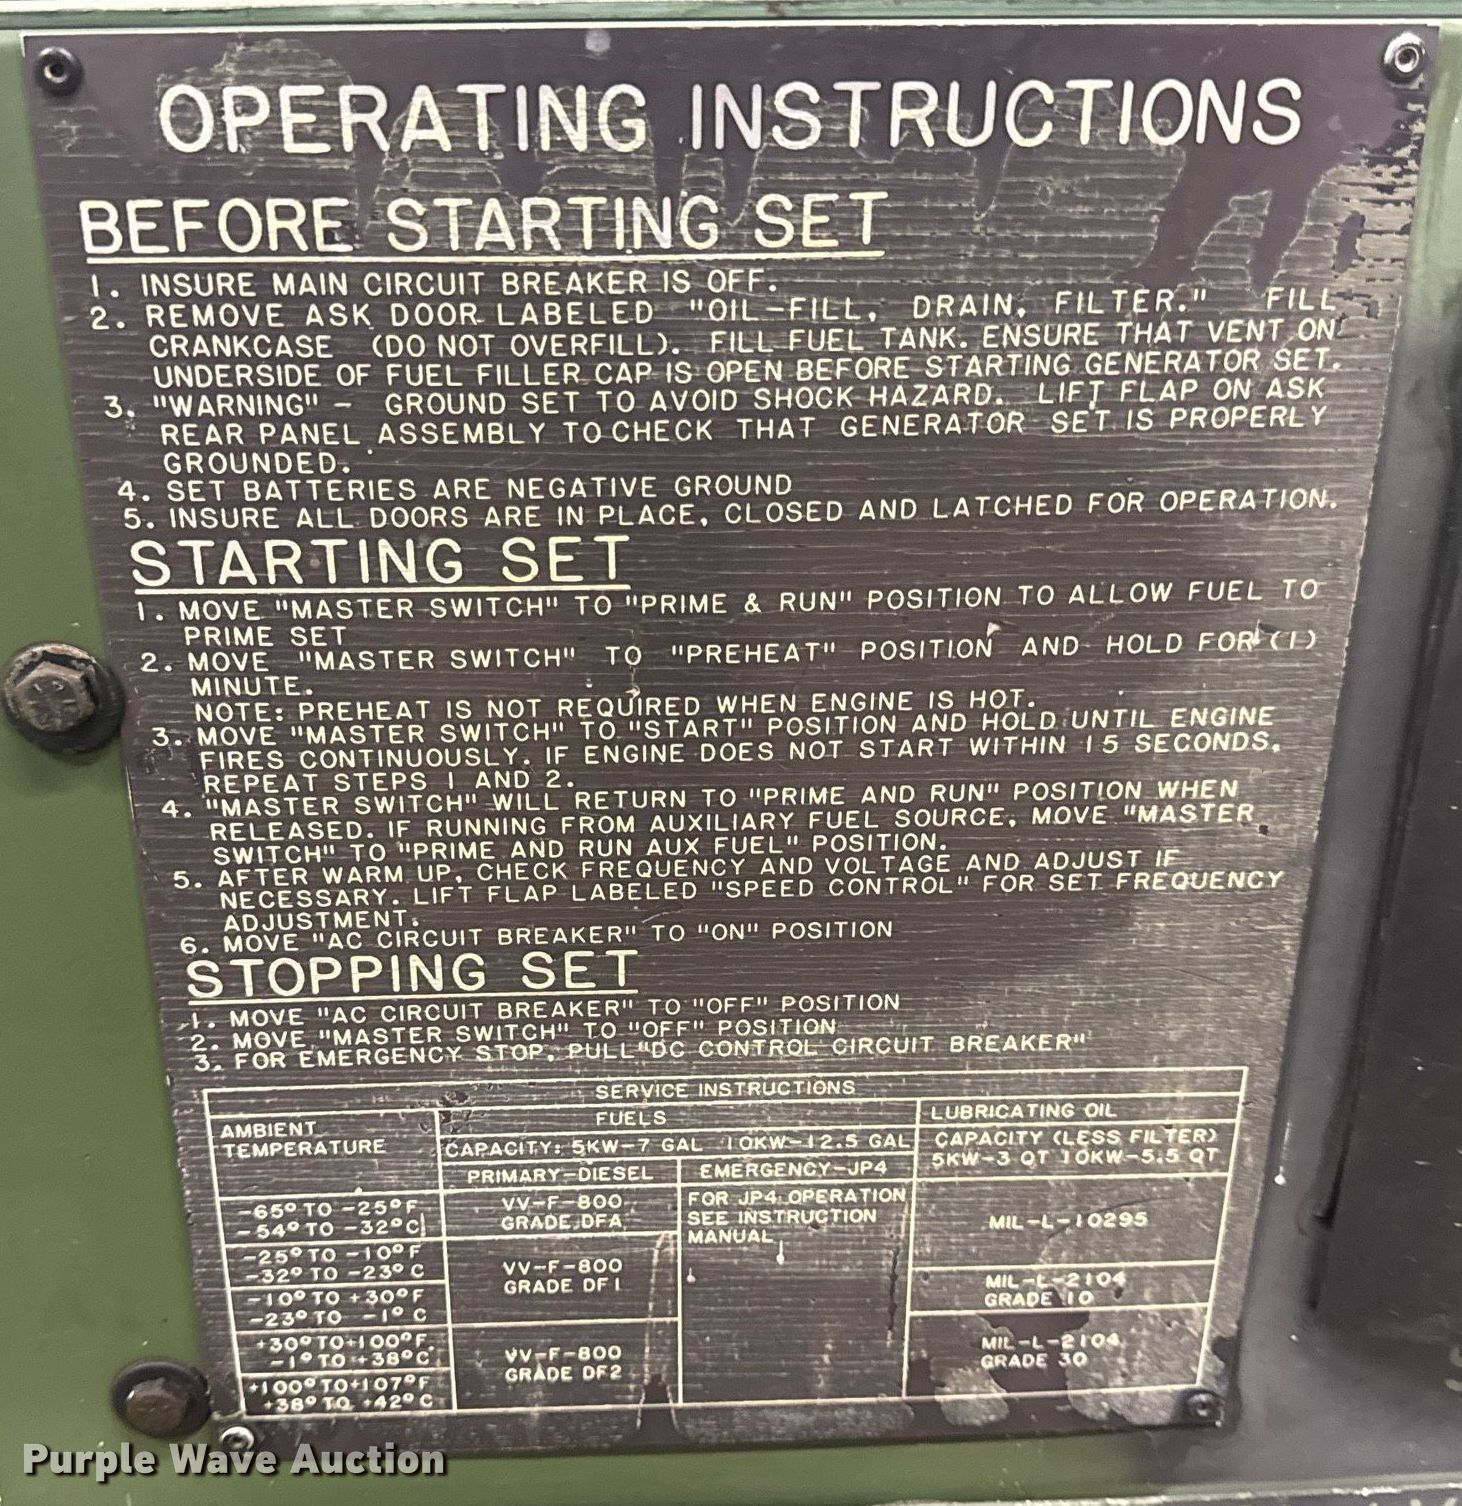 OPERATING INSTRUCTIONS
BEFORE STARTING SET
1. INSURE MAIN CIRCUIT BREAKER IS OFF.
2. REMOVE ASK DOOR LABELED "OIL-FILL, DRAIN, FILTER." FILL
CRANKCASE (DO NOT OVERFILL). FILL FUEL TANK. ENSURE THAT VENT ON
UNDERSIDE OF FUEL FILLER CAP IS OPEN BEFORE STARTING GENERATOR SET.
3. "WARNING" - GROUND SET TO AVOID SHOCK HAZARD. LIFT FLAP ON ASK
REAR PANEL ASSEMBLY TO CHECK THAT GENERATOR SET IS PROPERLY
GROUNDED.
4. SET BATTERIES ARE NEGATIVE GROUND
5. INSURE ALL DOORS ARE IN PLACE, CLOSED AND LATCHED FOR OPERATION.
STARTING SET
1. MOVE "MASTER SWITCH" TO "PRIME & RUN" POSITION TO ALLOW FUEL TO
PRIME SET
2. MOVE "MASTER SWITCH" TO "PREHEAT" POSITION AND HOLD FOR (1)
MINUTE.
NOTE: PREHEAT IS NOT REQUIRED WHEN ENGINE IS HOT.
3. MOVE "MASTER SWITCH" TO "START" POSITION AND HOLD UNTIL ENGINE
FIRES CONTINUOUSLY. IF ENGINE DOES NOT START WITHIN 15 SECONDS,
REPEAT STEPS 1 AND 2.
4. "MASTER SWITCH" WILL RETURN TO "PRIME AND RUN" POSITION WHEN
RELEASED. IF RUNNING FROM AUXILIARY FUEL SOURCE, MOVE "MASTER
SWITCH" TO "PRIME AND RUN AUX FUEL" POSITION.
5. AFTER WARM UP, CHECK FREQUENCY AND VOLTAGE AND ADJUST IF
NECESSARY. LIFT FLAP LABELED "SPEED CONTROL" FOR SET FREQUENCY
ADJUSTMENT.
6. MOVE "AC CIRCUIT BREAKER" TO "ON" POSITION
STOPPING SET
1. MOVE "AC CIRCUIT BREAKER" TO "OFF" POSITION
2. MOVE "MASTER SWITCH" TO "OFF" POSITION
3. FOR EMERGENCY STOP, PULL "DC CONTROL CIRCUIT BREAKER"
SERVICE INSTRUCTIONS
AMBIENT
TEMPERATURE
FUELS
LUBRICATING OIL
CAPACITY: 5KW-7 GAL 10KW-12.5 GAL
CAPACITY (LESS FILTER)
5KW-3 QT 10KW-5.5 QT
PRIMARY-DIESEL
EMERGENCY-JP4
-65° TO -25°F
-54° TO -32°C
VV-F-800
GRADE DFA
FOR JP4 OPERATION
SEE INSTRUCTION
MANUAL
MIL-L-10295
-25° TO -10°F
-32° TO -23°C
VV-F-800
GRADE DF1
-10° TO +30°F
-23° TO -1°C
MIL-L-2104
GRADE 10
+30° TO +100°F
-1° TO +38°C
VV-F-800
GRADE DF2
MIL-L-2104
GRADE 30
+100° TO +107°F
+38° TO +42°C
Purple Wave Auction